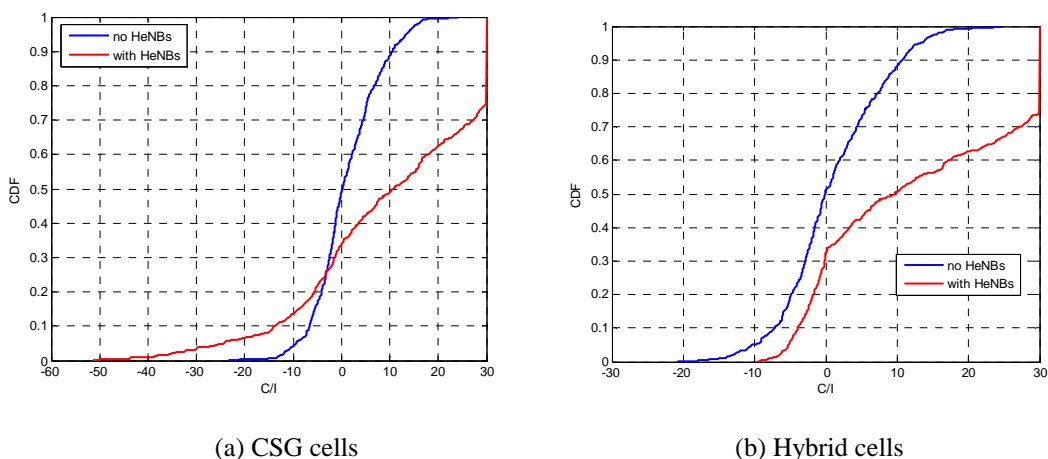 1
0.9
0.8
0.7
0.6
0.5
0.4
0.3
0.2
0.1
0
CDF
no HeNBs
with HeNBs
-60 -50 -40 -30 -20 -10 0 10 20 30
C/I
(a) CSG cells
1
0.9
0.8
0.7
0.6
0.5
0.4
0.3
0.2
0.1
0
CDF
no HeNBs
with HeNBs
-30 -20 -10 0 10 20 30
C/I
(b) Hybrid cells